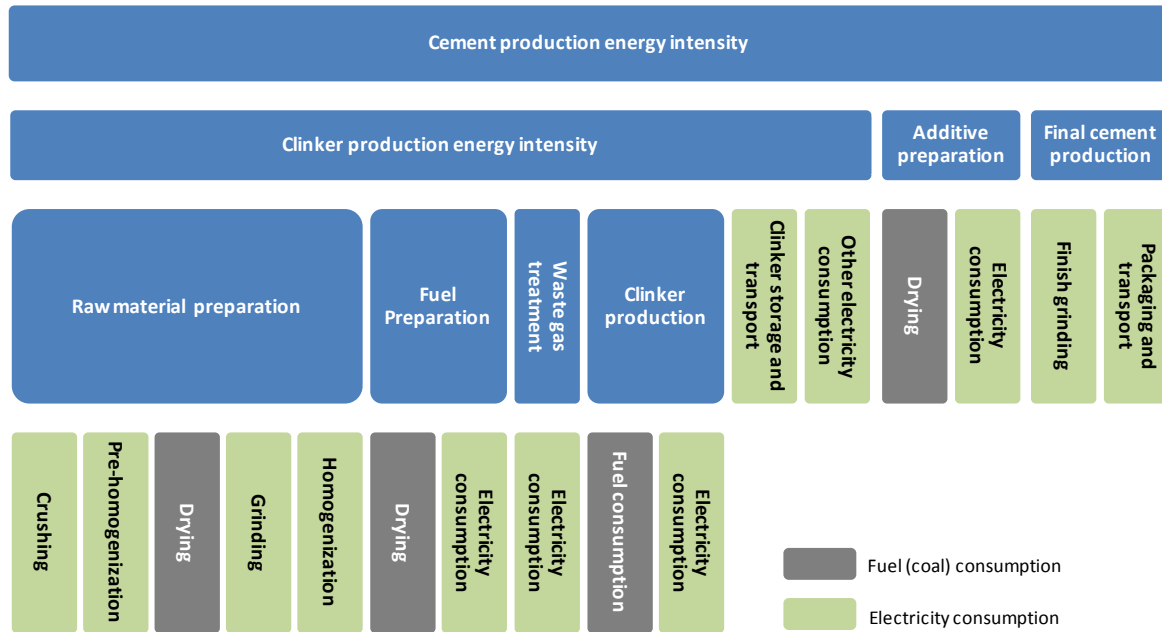 Cement production energy intensity
Clinker production energy intensity
Additive
preparation
Final cement
production
Raw material preparation
Fuel
Preparation
Waste gas
treatment
Clinker
production
Clinker storage and
transport
Other electricity
consumption
Drying
Electricity
consumption
Finish grinding
Packaging and
transport
Crushing
Pre-homogenization
Drying
Grinding
Homogenization
Drying
Electricity
consumption
Electricity
consumption
Fuel consumption
Electricity
consumption
Fuel (coal) consumption
Electricity consumption